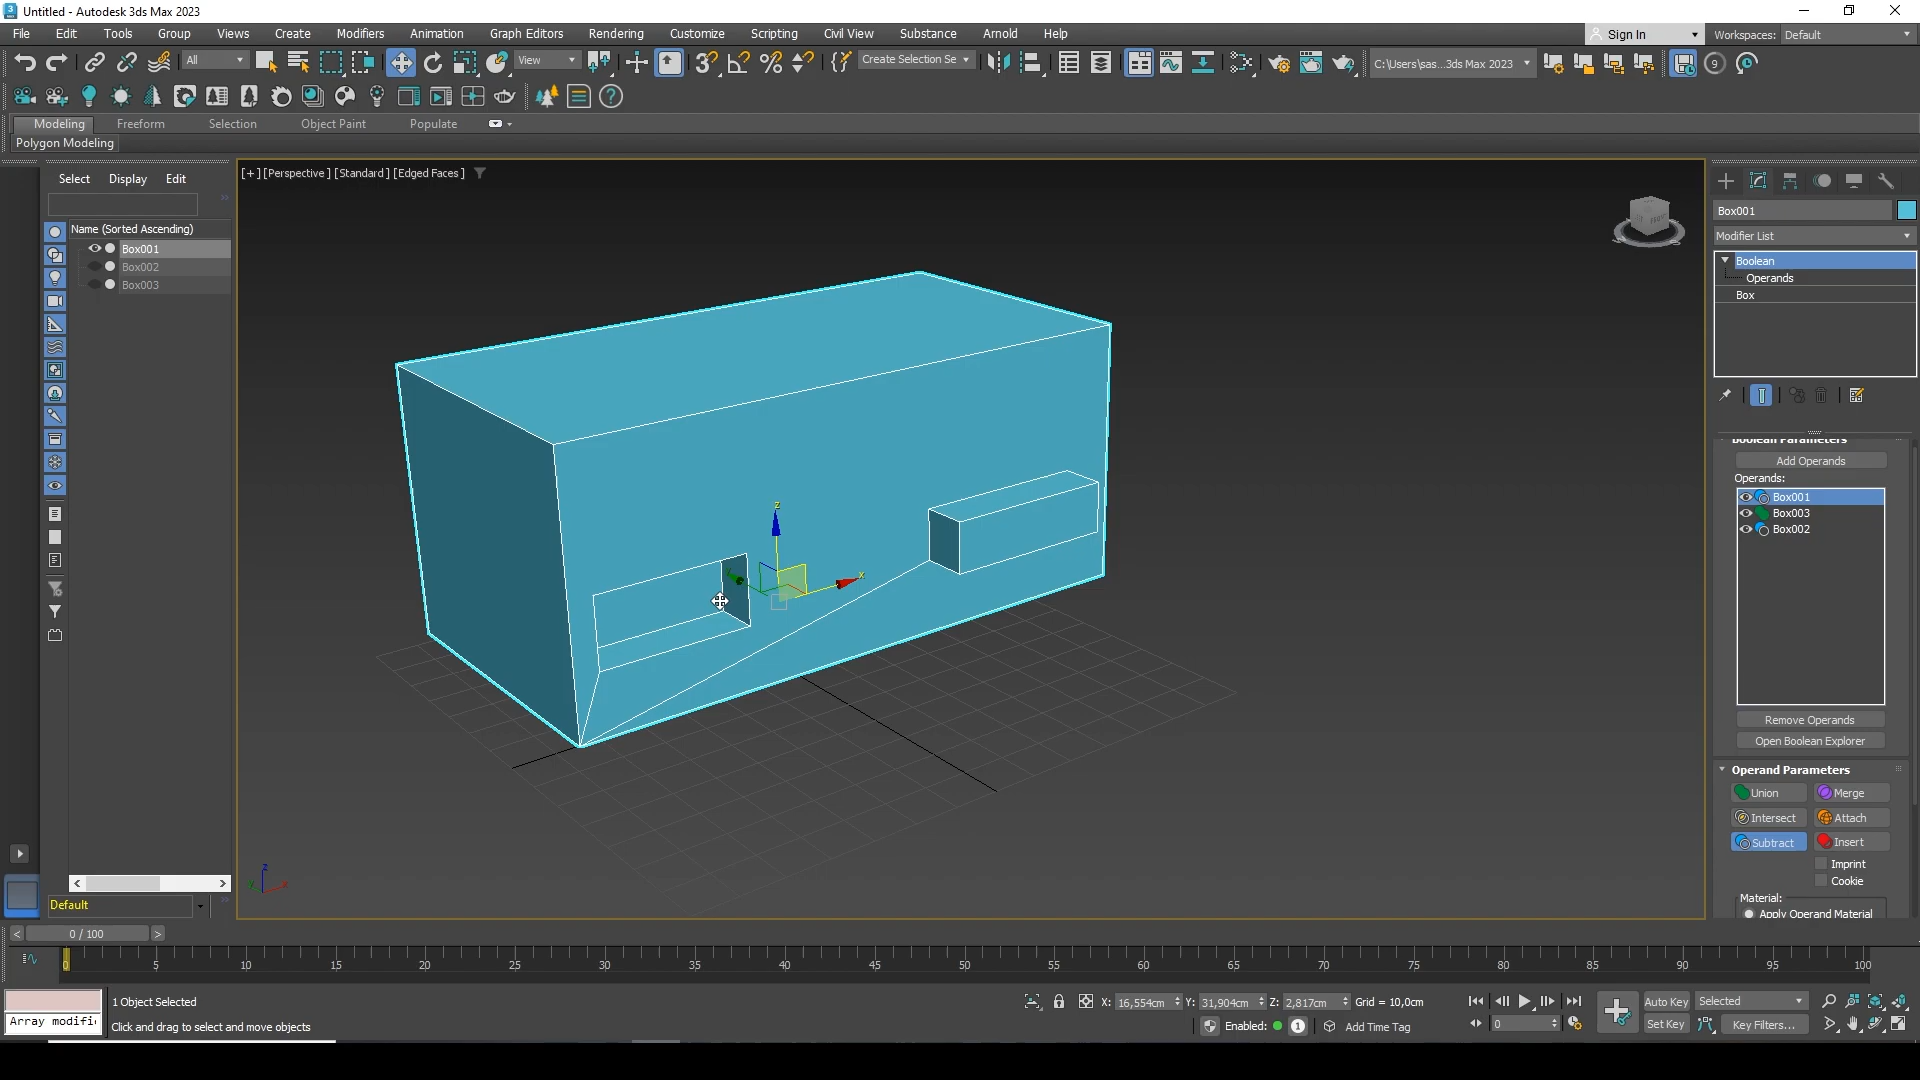 Untitled - Autodesk 3ds Max 2023
File Edit Tools Group Views Create Modifiers Animation Graph Editors Rendering Customize Scripting Civil View Substance Arnold Help
Sign In Workspaces: Default
All View Create Selection Se C:\Users\sas...3ds Max 2023 9
Modeling Freeform Selection Object Paint Populate
Polygon Modeling
[+] [Perspective ] [Standard ] [Edged Faces ]
Select Display Edit
Name (Sorted Ascending)
Box001
Box002
Box003
z
x
Box001
Modifier List
Boolean
Operands
Box
Boolean Parameters
Add Operands
Operands:
Box001
Box003
Box002
Remove Operands
Open Boolean Explorer
Operand Parameters
Union Merge
Intersect Attach
Subtract Insert
Imprint
Cookie
Material:
Apply Operand Material
z
x
y
Default
0 / 100
0 5 10 15 20 25 30 35 40 45 50 55 60 65 70 75 80 85 90 95 100
1 Object Selected
Array modifi
Click and drag to select and move objects
X: 16,554cm Y: 31,904cm Z: 2,817cm Grid = 10,0cm
Enabled: 1 Add Time Tag
0
Auto Key Selected
Set Key Key Filters...